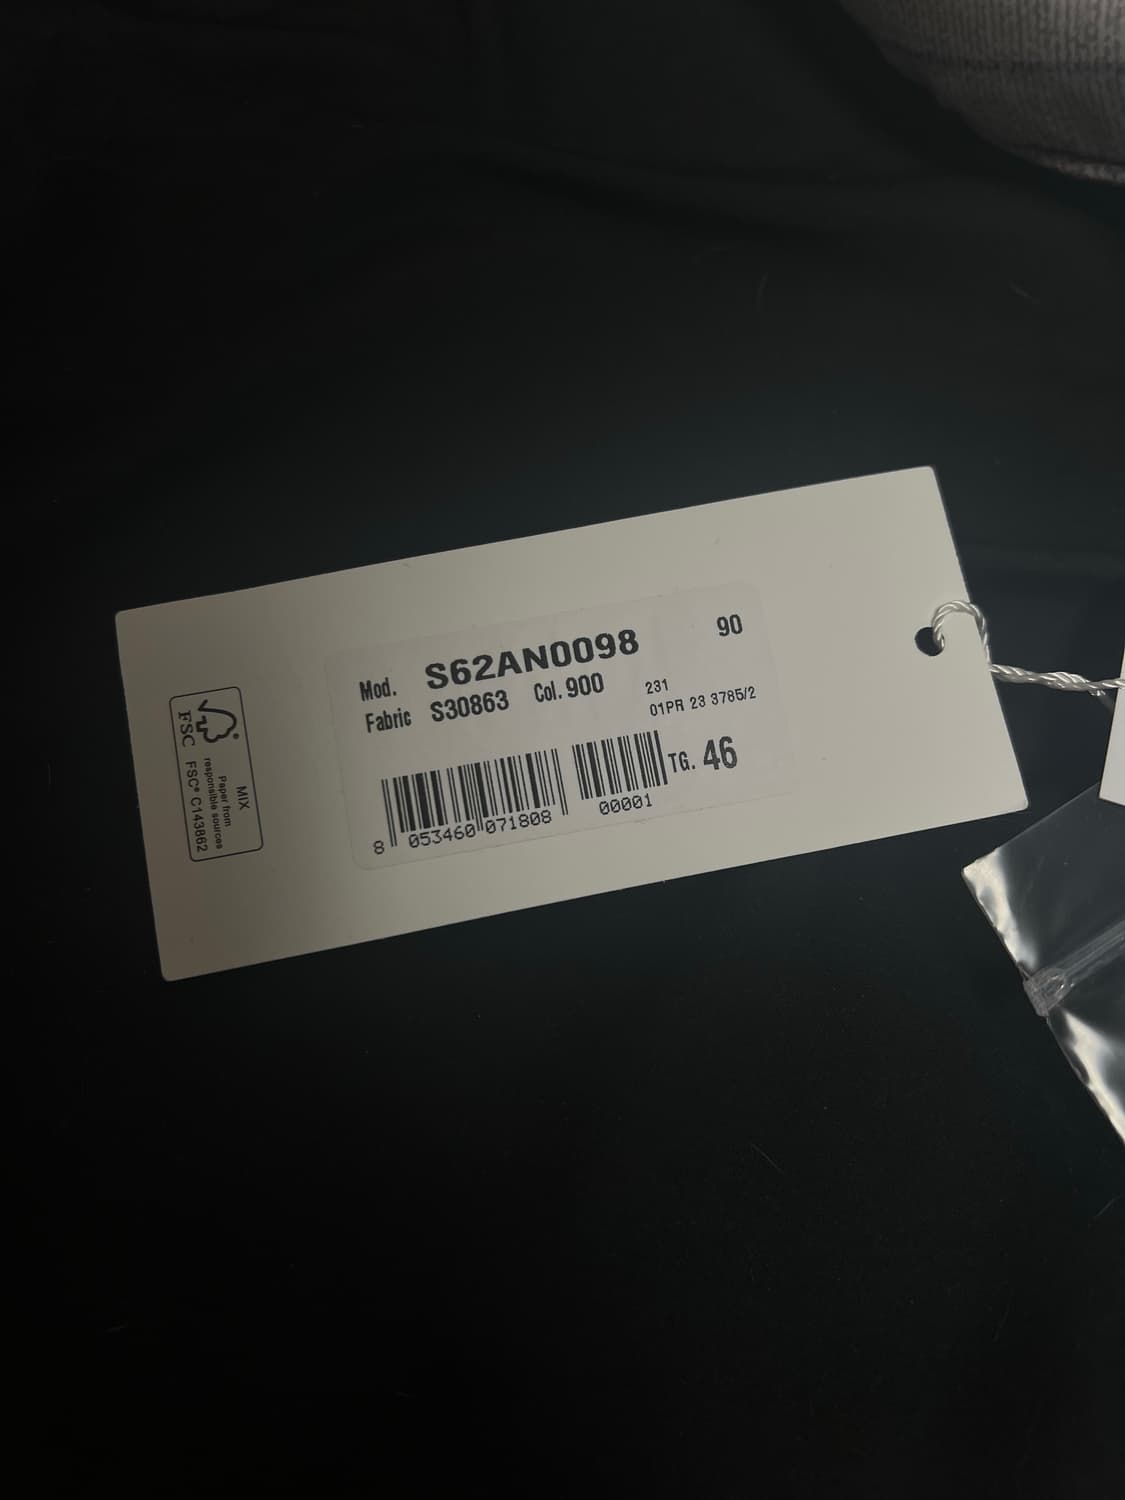 Mod. S62AN0098 90
Fabric S30863 Col. 900 231
01PR 23 3785/2
TG. 46
8 053460 071808 00001
FSC
MIX
Paper from
responsible sources
FSC® C143862